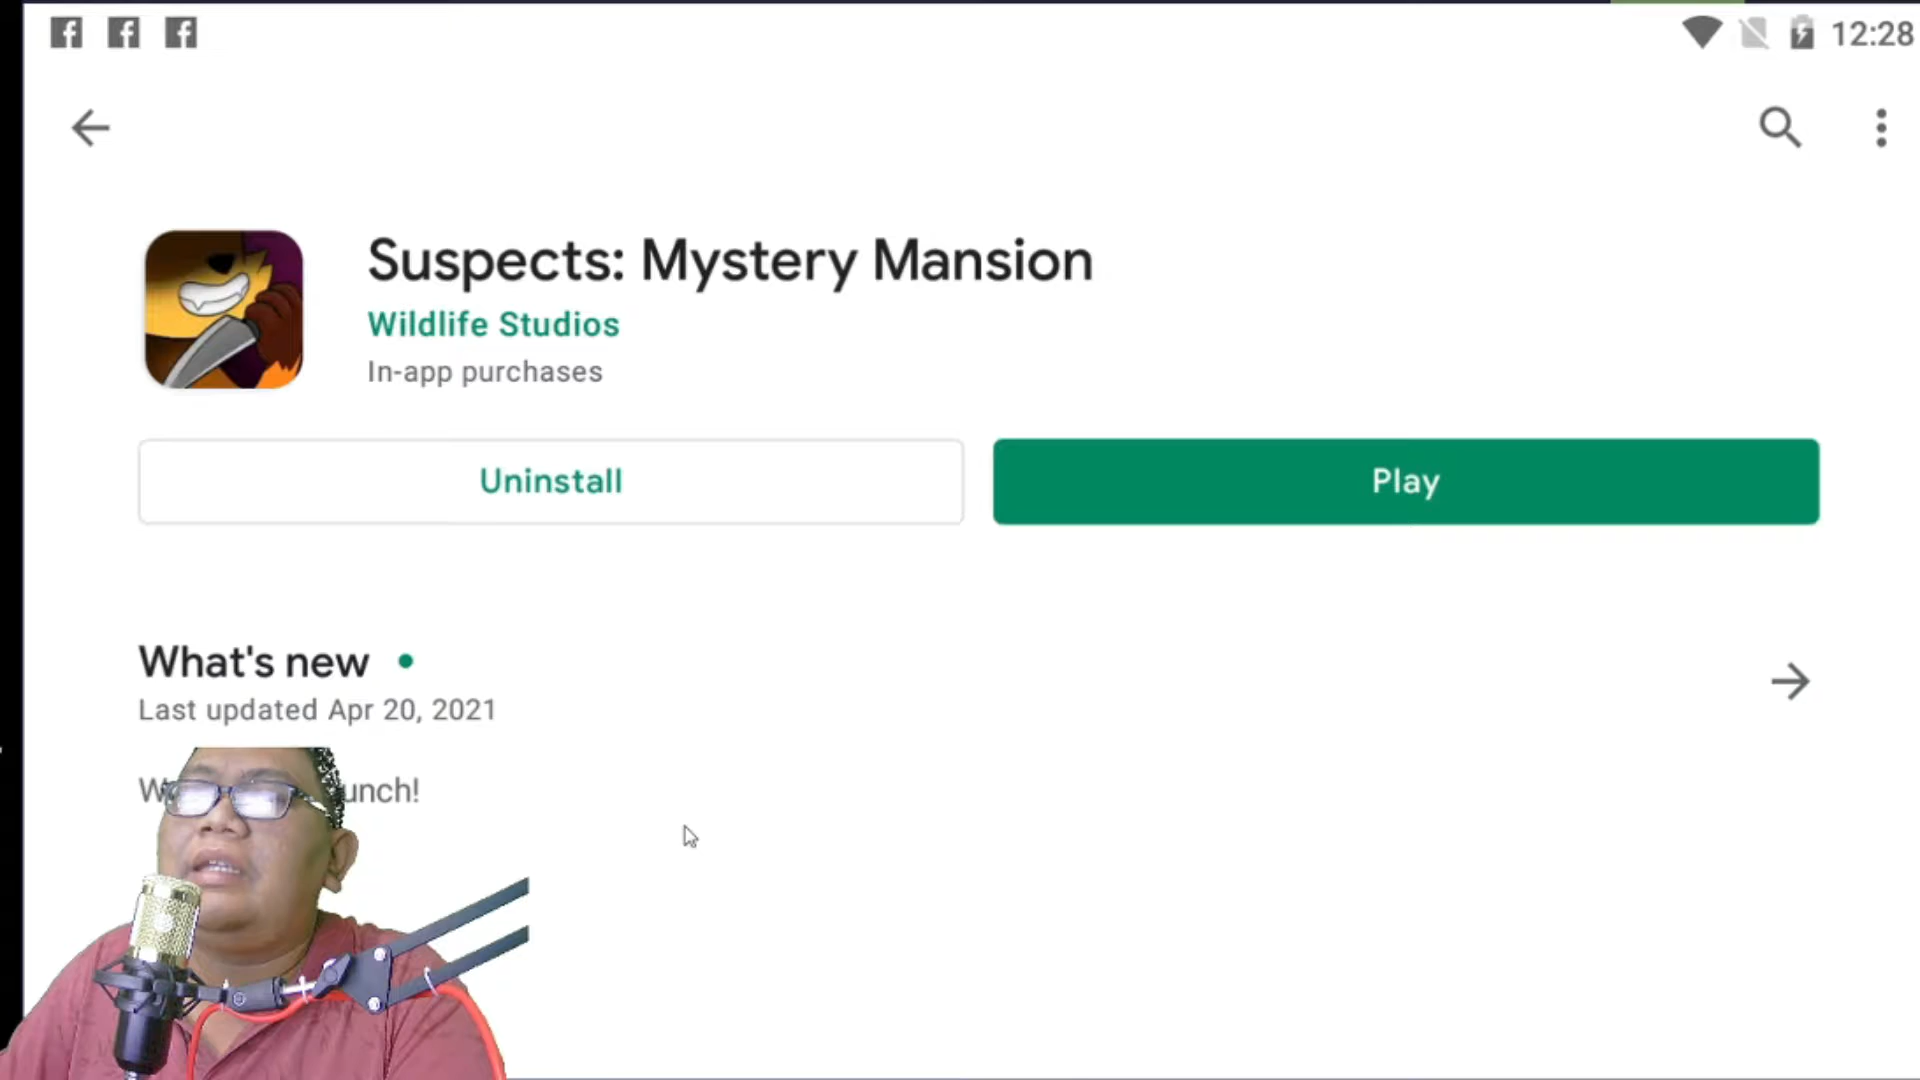 12:28
Suspects: Mystery Mansion
Wildlife Studios
In-app purchases
Uninstall
Play
What's new
Last updated Apr 20, 2021